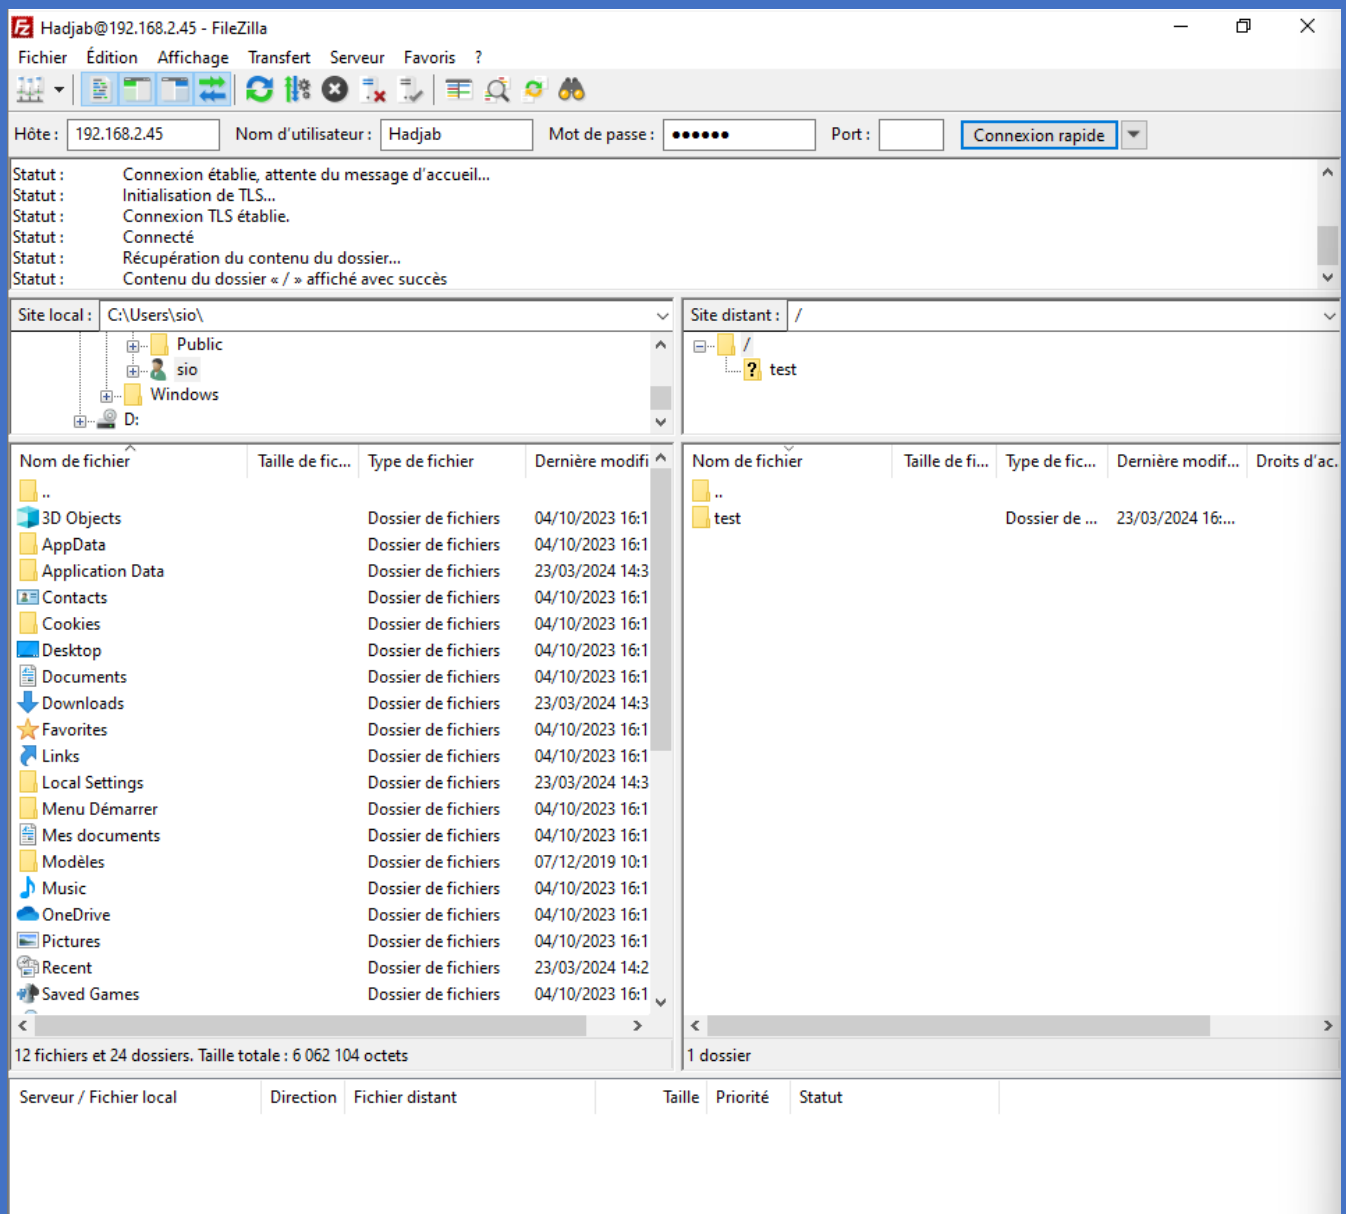 Hadjab@192.168.2.45 - FileZilla
Fichier Édition Affichage Transfert Serveur Favoris ?
Hôte : 192.168.2.45 Nom d'utilisateur : Hadjab Mot de passe : ●●●●●● Port : Connexion rapide
Statut : Connexion établie, attente du message d'accueil...
Statut : Initialisation de TLS...
Statut : Connexion TLS établie.
Statut : Connecté
Statut : Récupération du contenu du dossier...
Statut : Contenu du dossier « / » affiché avec succès
Site local : C:\Users\sio\
Public
sio
Windows
D:
Site distant : /
/
test
Nom de fichier Taille de fic... Type de fichier Dernière modifi
..
3D Objects Dossier de fichiers 04/10/2023 16:1
AppData Dossier de fichiers 04/10/2023 16:1
Application Data Dossier de fichiers 23/03/2024 14:3
Contacts Dossier de fichiers 04/10/2023 16:1
Cookies Dossier de fichiers 04/10/2023 16:1
Desktop Dossier de fichiers 04/10/2023 16:1
Documents Dossier de fichiers 04/10/2023 16:1
Downloads Dossier de fichiers 23/03/2024 14:3
Favorites Dossier de fichiers 04/10/2023 16:1
Links Dossier de fichiers 04/10/2023 16:1
Local Settings Dossier de fichiers 23/03/2024 14:3
Menu Démarrer Dossier de fichiers 04/10/2023 16:1
Mes documents Dossier de fichiers 04/10/2023 16:1
Modèles Dossier de fichiers 07/12/2019 10:1
Music Dossier de fichiers 04/10/2023 16:1
OneDrive Dossier de fichiers 04/10/2023 16:1
Pictures Dossier de fichiers 04/10/2023 16:1
Recent Dossier de fichiers 23/03/2024 14:2
Saved Games Dossier de fichiers 04/10/2023 16:1
12 fichiers et 24 dossiers. Taille totale : 6 062 104 octets
Nom de fichier Taille de fi... Type de fic... Dernière modif... Droits d'ac.
..
test Dossier de ... 23/03/2024 16:...
1 dossier
Serveur / Fichier local Direction Fichier distant Taille Priorité Statut